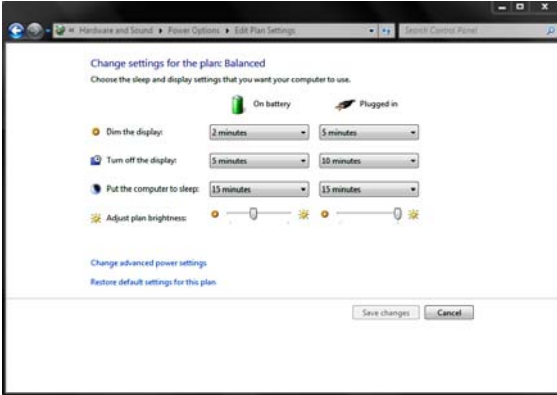 « Hardware and Sound ▸ Power Options ▸ Edit Plan Settings
Search Control Panel
Change settings for the plan: Balanced
Choose the sleep and display settings that you want your computer to use.
On battery Plugged in
Dim the display: 2 minutes 5 minutes
Turn off the display: 5 minutes 10 minutes
Put the computer to sleep: 15 minutes 15 minutes
Adjust plan brightness:
Change advanced power settings
Restore default settings for this plan
Save changes Cancel